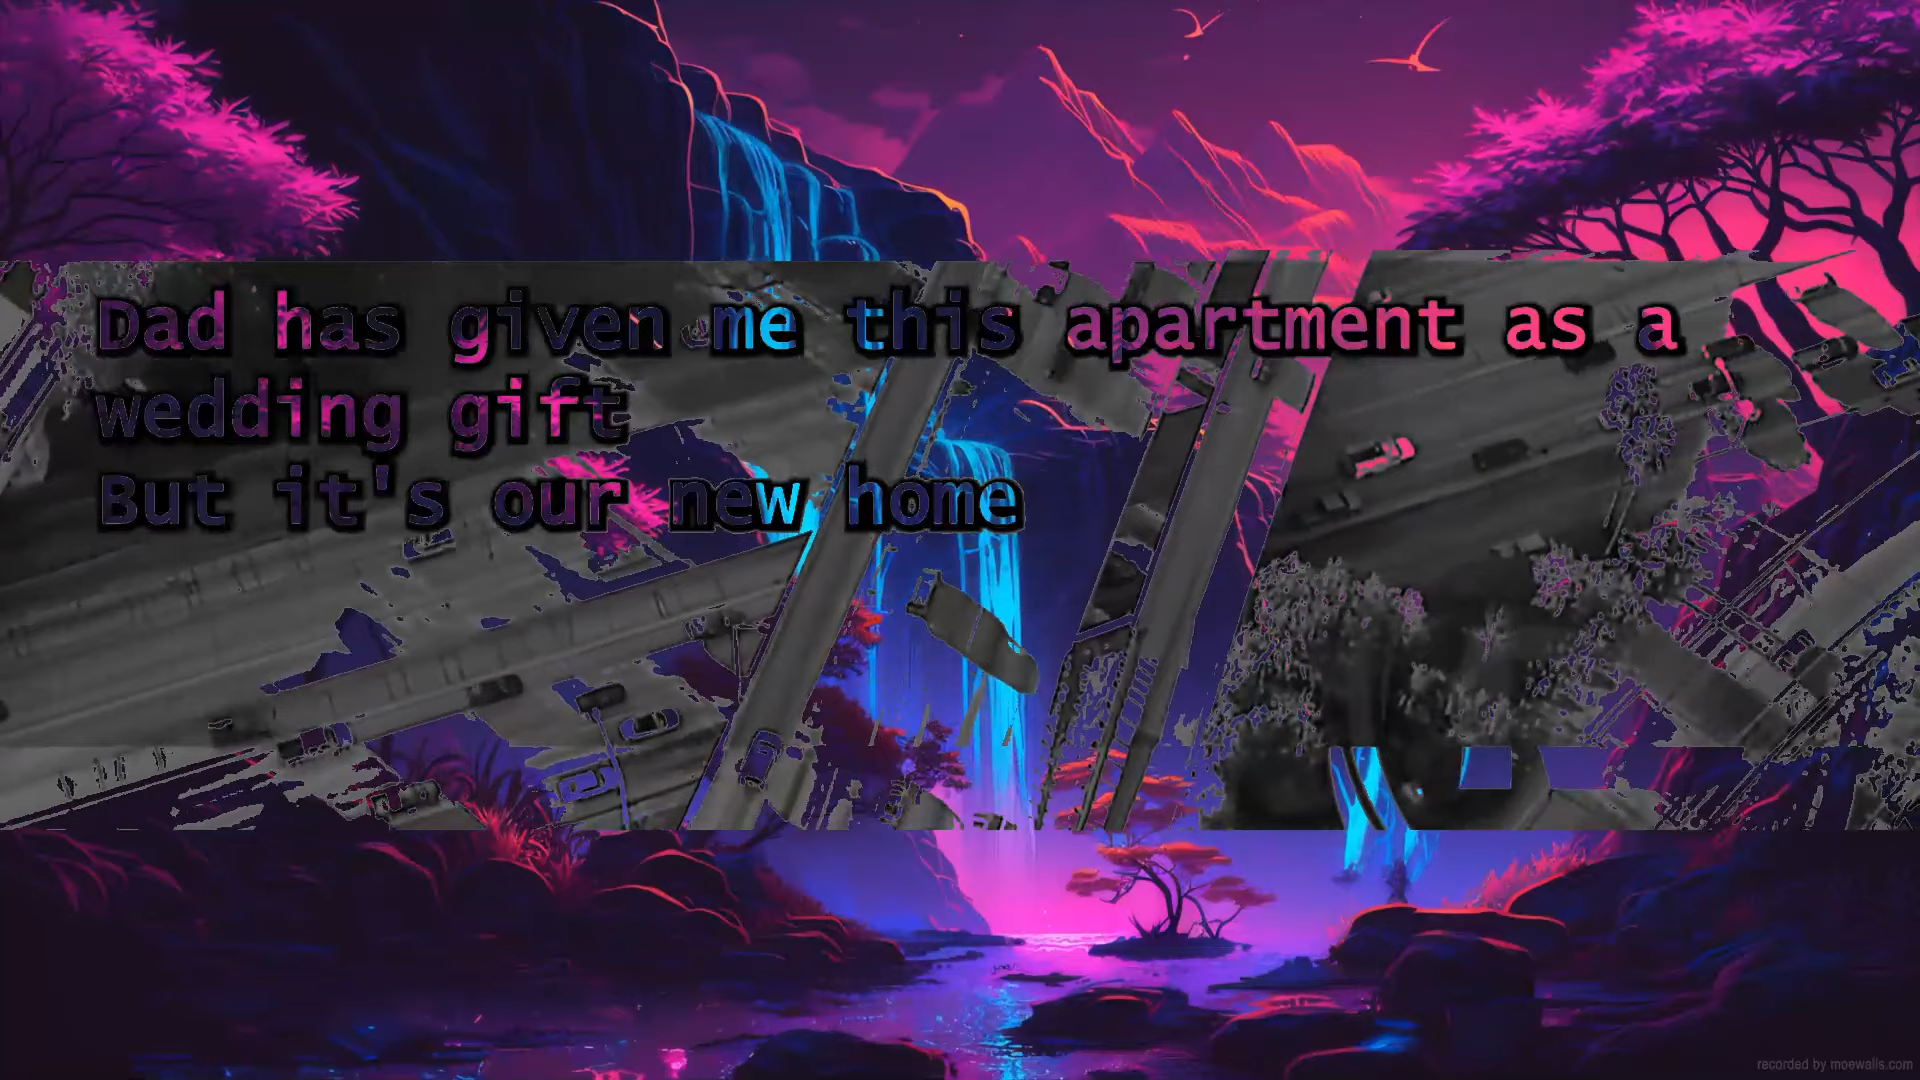 Dad has given me this apartment as a
wedding gift
But it's our new home
recorded by moewalls.com